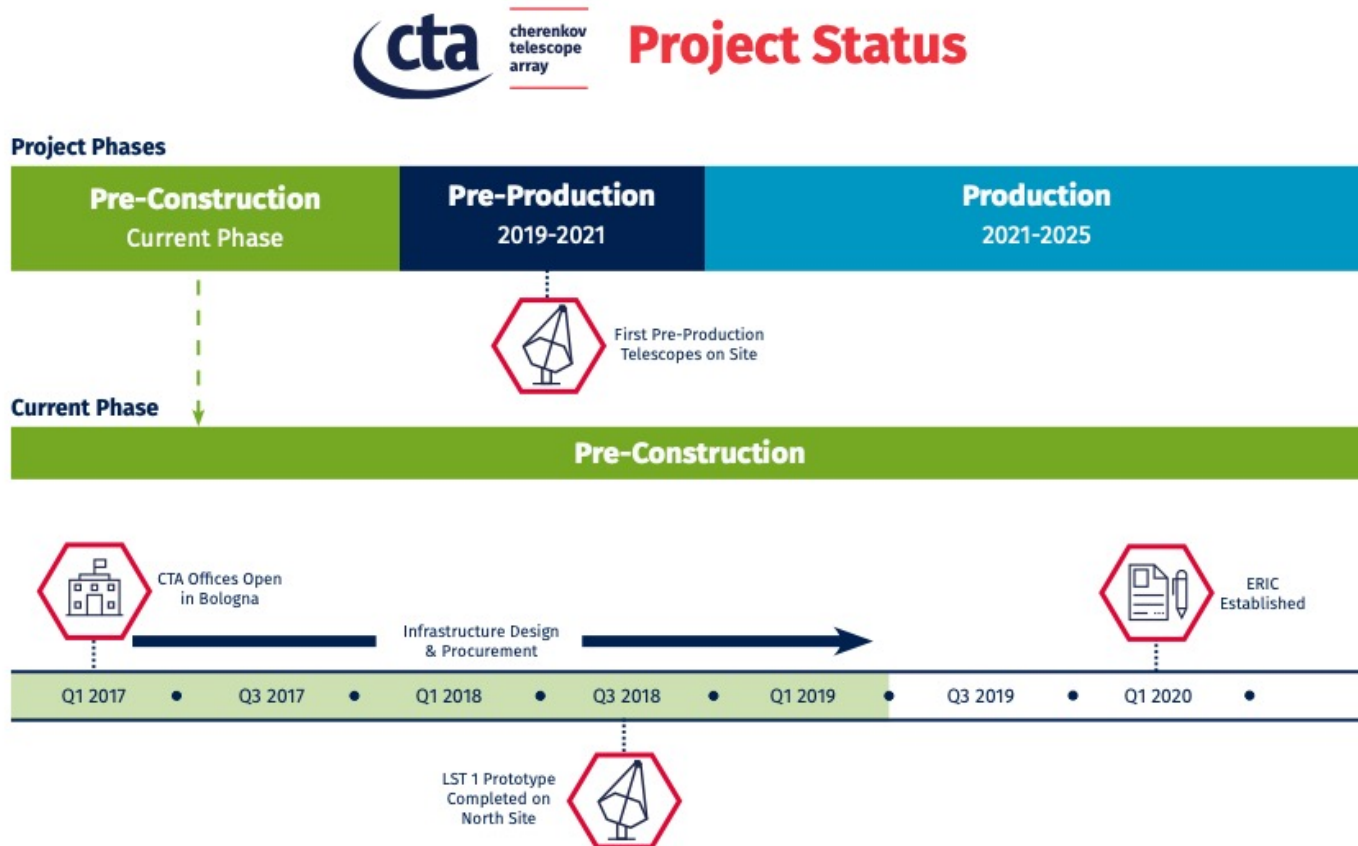 cta
cherenkov
telescope
array
Project Status
Project Phases
Pre-Construction
Current Phase
Pre-Production
2019-2021
Production
2021-2025
First Pre-Production
Telescopes on Site
Current Phase
Pre-Construction
CTA Offices Open
in Bologna
Infrastructure Design
& Procurement
ERIC
Established
Q1 2017 • Q3 2017 • Q1 2018 • Q3 2018 • Q1 2019 • Q3 2019 • Q1 2020 •
LST 1 Prototype
Completed on
North Site